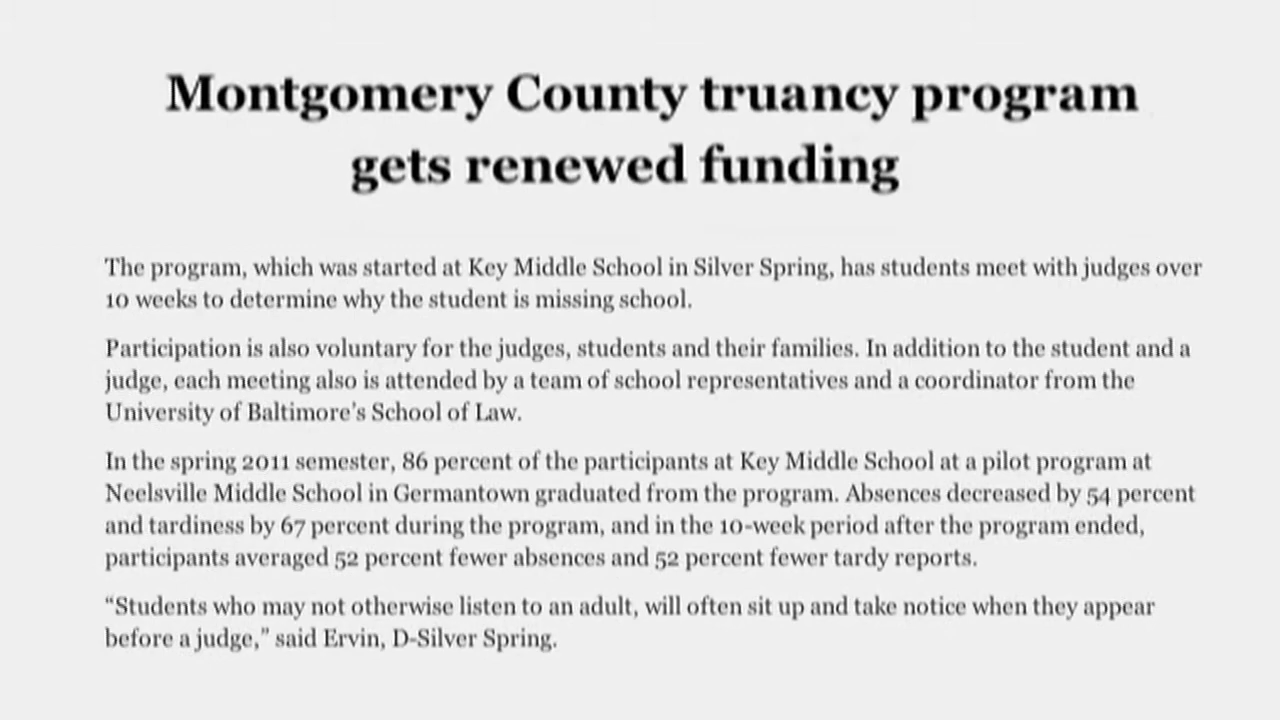 Montgomery County truancy program
gets renewed funding
The program, which was started at Key Middle School in Silver Spring, has students meet with judges over
10 weeks to determine why the student is missing school.
Participation is also voluntary for the judges, students and their families. In addition to the student and a
judge, each meeting also is attended by a team of school representatives and a coordinator from the
University of Baltimore’s School of Law.
In the spring 2011 semester, 86 percent of the participants at Key Middle School at a pilot program at
Neelsville Middle School in Germantown graduated from the program. Absences decreased by 54 percent
and tardiness by 67 percent during the program, and in the 10-week period after the program ended,
participants averaged 52 percent fewer absences and 52 percent fewer tardy reports.
“Students who may not otherwise listen to an adult, will often sit up and take notice when they appear
before a judge,” said Ervin, D-Silver Spring.